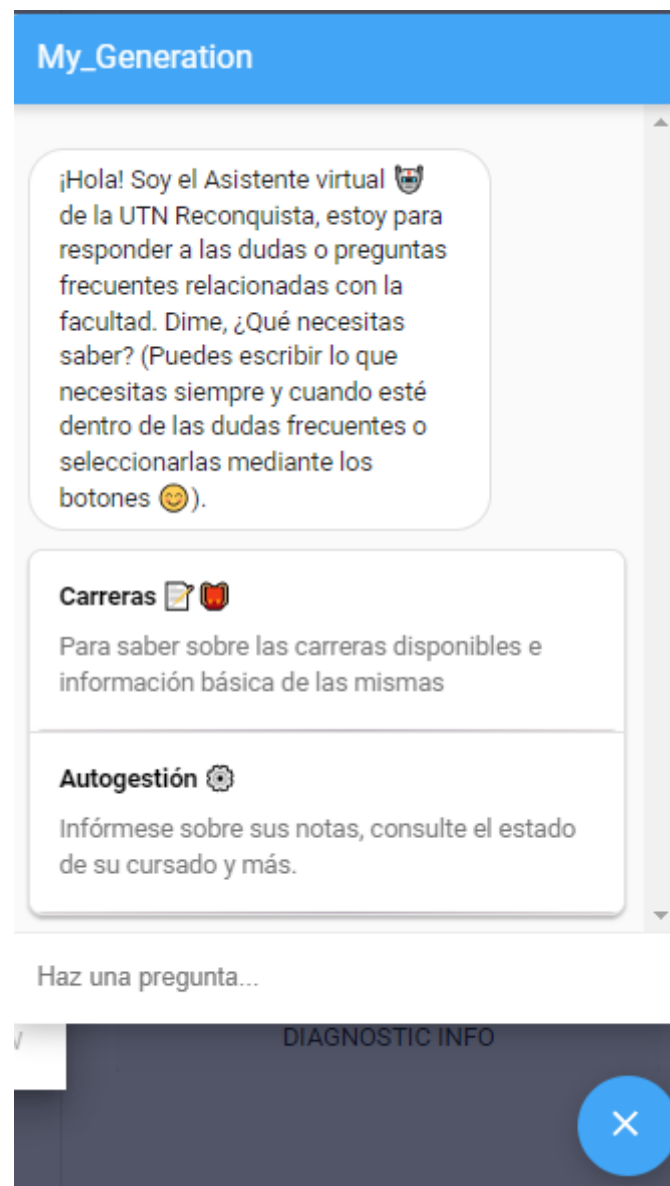 My_Generation
¡Hola! Soy el Asistente virtual 🤖
de la UTN Reconquista, estoy para
responder a las dudas o preguntas
frecuentes relacionadas con la
facultad. Dime, ¿Qué necesitas
saber? (Puedes escribir lo que
necesitas siempre y cuando esté
dentro de las dudas frecuentes o
seleccionarlas mediante los
botones 😊).
Carreras 📝🎒
Para saber sobre las carreras disponibles e
información básica de las mismas
Autogestión ⚙️
Infórmese sobre sus notas, consulte el estado
de su cursado y más.
Haz una pregunta...
DIAGNOSTIC INFO